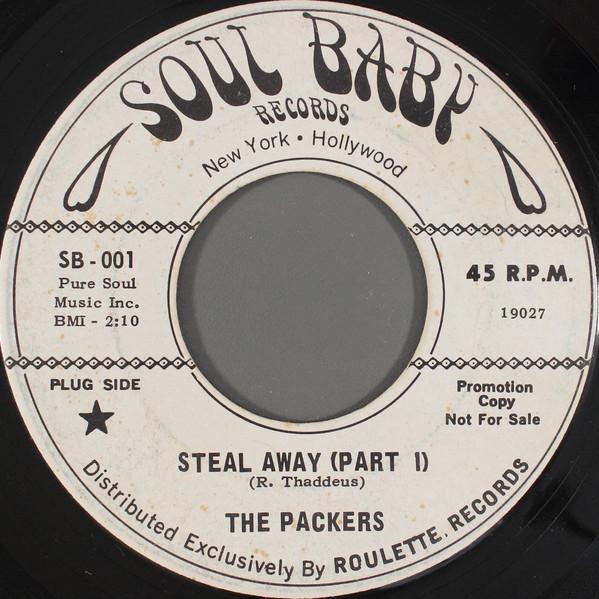 SOUL BABY
RECORDS
New York • Hollywood
SB - 001
Pure Soul
Music Inc.
BMI - 2:10
45 R.P.M.
19027
PLUG SIDE
Promotion
Copy
Not For Sale
STEAL AWAY (PART I)
(R. Thaddeus)
THE PACKERS
Distributed Exclusively By ROULETTE RECORDS